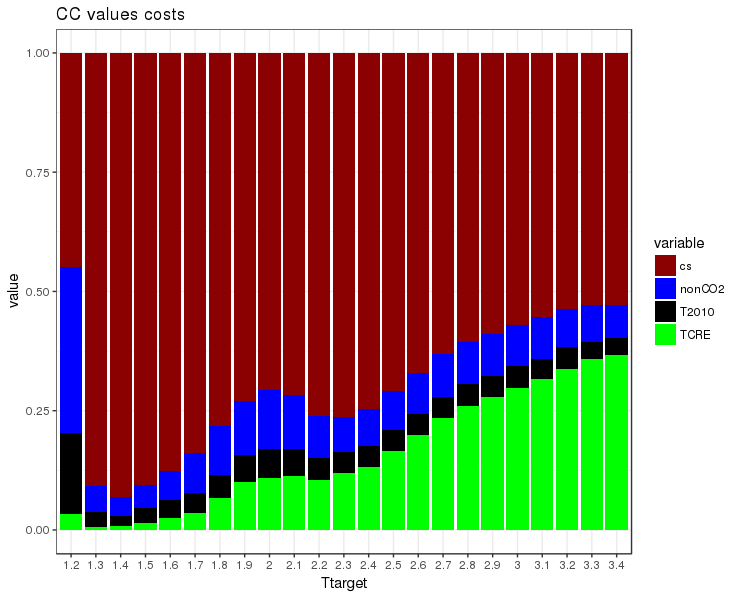 CC values costs
1.00
0.75
0.50
0.25
0.00
value
1.2 1.3 1.4 1.5 1.6 1.7 1.8 1.9 2 2.1 2.2 2.3 2.4 2.5 2.6 2.7 2.8 2.9 3 3.1 3.2 3.3 3.4
Ttarget
variable
cs
nonCO2
T2010
TCRE